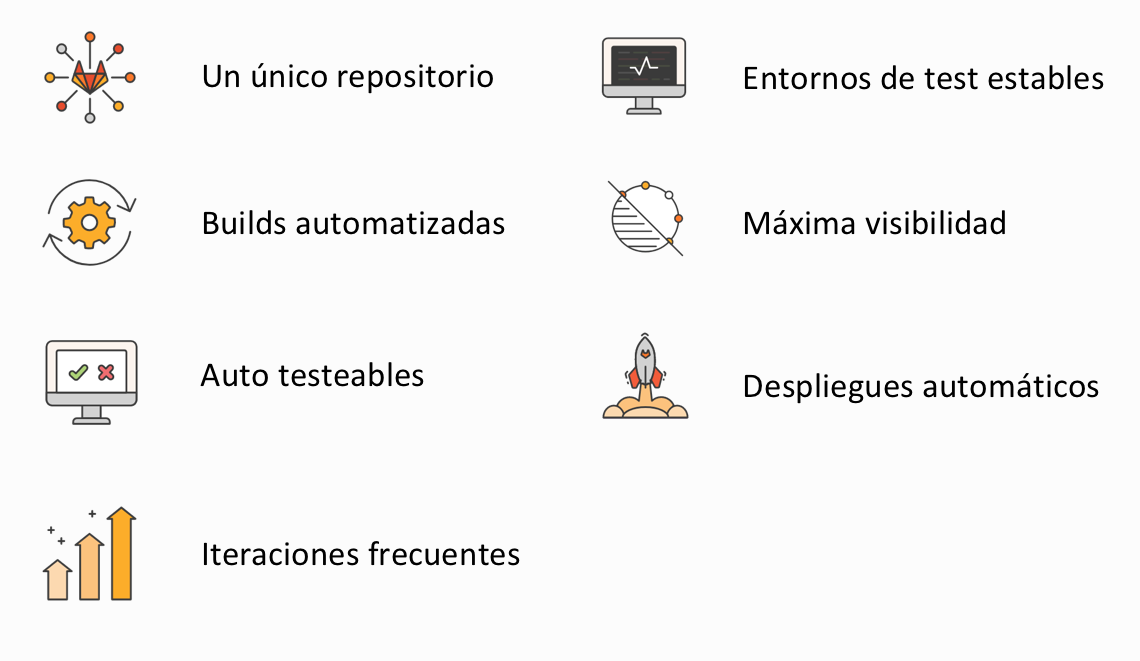 Un único repositorio
Builds automatizadas
Auto testeables
Iteraciones frecuentes
Entornos de test estables
Máxima visibilidad
Despliegues automáticos